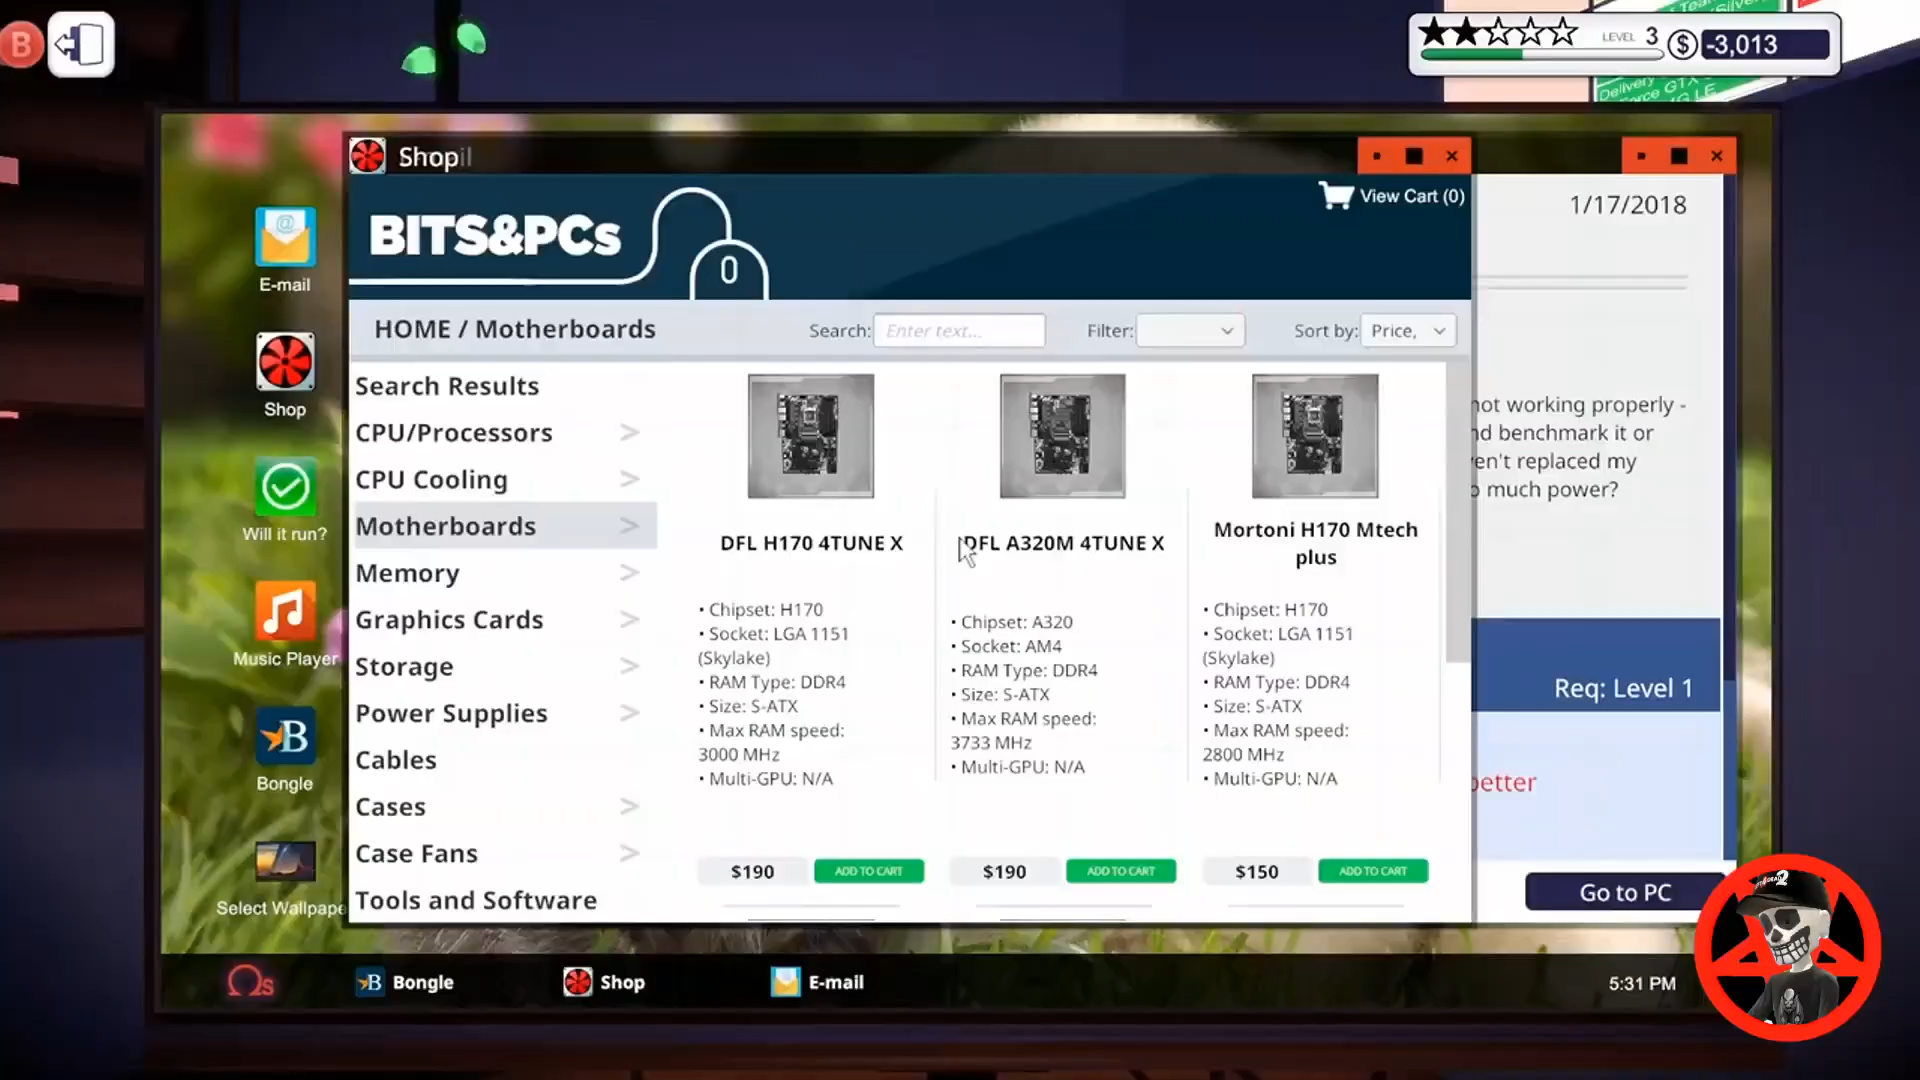 B
LEVEL 3 $ -3,013
Delivery
Force GTX
Shop
View Cart (0)
BITS&PCs
1/17/2018
HOME / Motherboards
Search: Enter text...
Filter:
Sort by: Price,
E-mail
Shop
Will it run?
Music Player
Bongle
Select Wallpape
Search Results
CPU/Processors >
CPU Cooling >
Motherboards >
Memory >
Graphics Cards >
Storage >
Power Supplies >
Cables
Cases >
Case Fans >
Tools and Software
DFL H170 4TUNE X
• Chipset: H170
• Socket: LGA 1151
(Skylake)
• RAM Type: DDR4
• Size: S-ATX
• Max RAM speed:
3000 MHz
• Multi-GPU: N/A
$190 ADD TO CART
DFL A320M 4TUNE X
• Chipset: A320
• Socket: AM4
• RAM Type: DDR4
• Size: S-ATX
• Max RAM speed:
3733 MHz
• Multi-GPU: N/A
$190 ADD TO CART
Mortoni H170 Mtech
plus
• Chipset: H170
• Socket: LGA 1151
(Skylake)
• RAM Type: DDR4
• Size: S-ATX
• Max RAM speed:
2800 MHz
• Multi-GPU: N/A
$150 ADD TO CART
not working properly -
nd benchmark it or
en't replaced my
o much power?
Req: Level 1
better
Go to PC
Ωs
Bongle
Shop
E-mail
5:31 PM